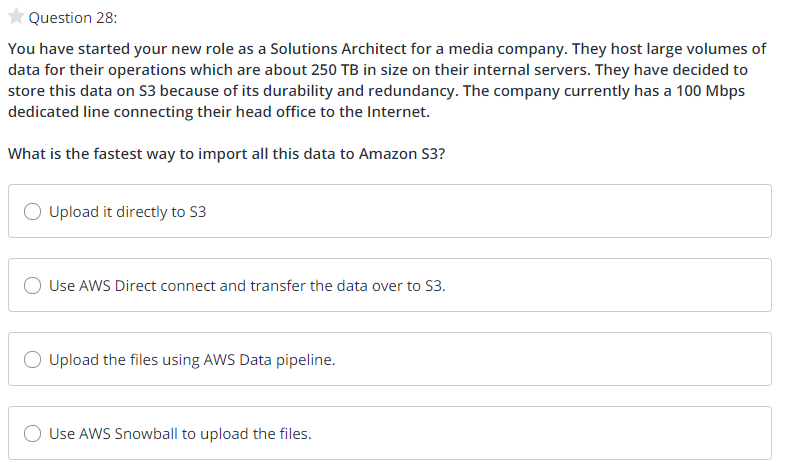 Question 28:
You have started your new role as a Solutions Architect for a media company. They host large volumes of
data for their operations which are about 250 TB in size on their internal servers. They have decided to
store this data on S3 because of its durability and redundancy. The company currently has a 100 Mbps
dedicated line connecting their head office to the Internet.
What is the fastest way to import all this data to Amazon S3?
Upload it directly to S3
Use AWS Direct connect and transfer the data over to S3.
Upload the files using AWS Data pipeline.
Use AWS Snowball to upload the files.